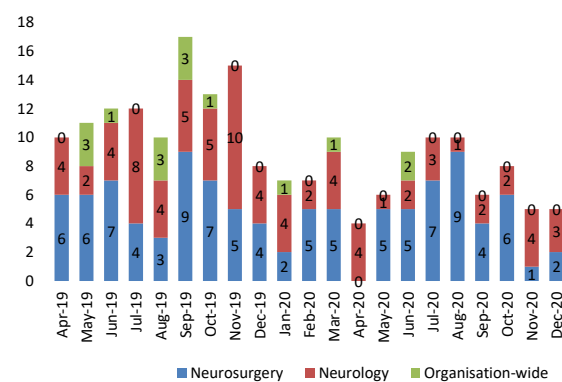 18
16
14
12
10
8
6
4
2
0
0 3 1 0 3 3 1 0 0 1 0 1 0 0 2 0 0 0 0 0 0
4 2 4 8 4 5 5 10 4 4 2 4 4 1 2 3 1 2 2 4 3
6 6 7 4 3 9 7 5 4 2 5 5 0 5 5 7 9 4 6 1 2
Apr-19
May-19
Jun-19
Jul-19
Aug-19
Sep-19
Oct-19
Nov-19
Dec-19
Jan-20
Feb-20
Mar-20
Apr-20
May-20
Jun-20
Jul-20
Aug-20
Sep-20
Oct-20
Nov-20
Dec-20
Neurosurgery Neurology Organisation-wide